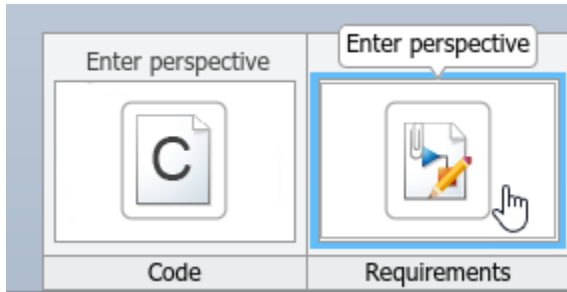 Enter perspective
Enter perspective
C
Code
Requirements